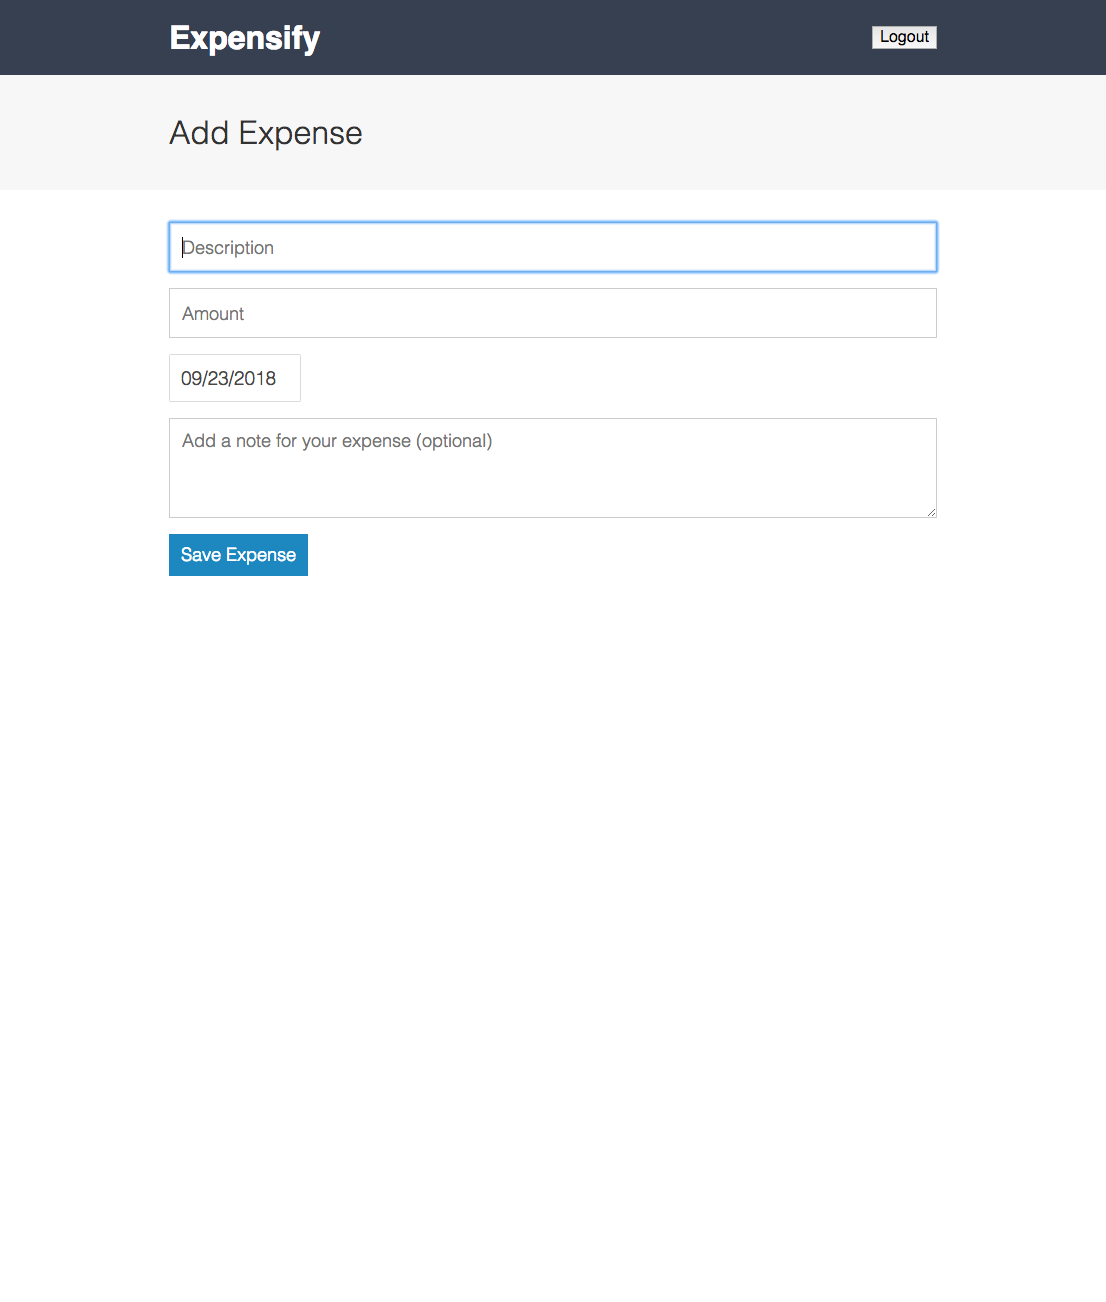 Expensify
Logout
Add Expense
Description
Amount
09/23/2018
Add a note for your expense (optional)
Save Expense